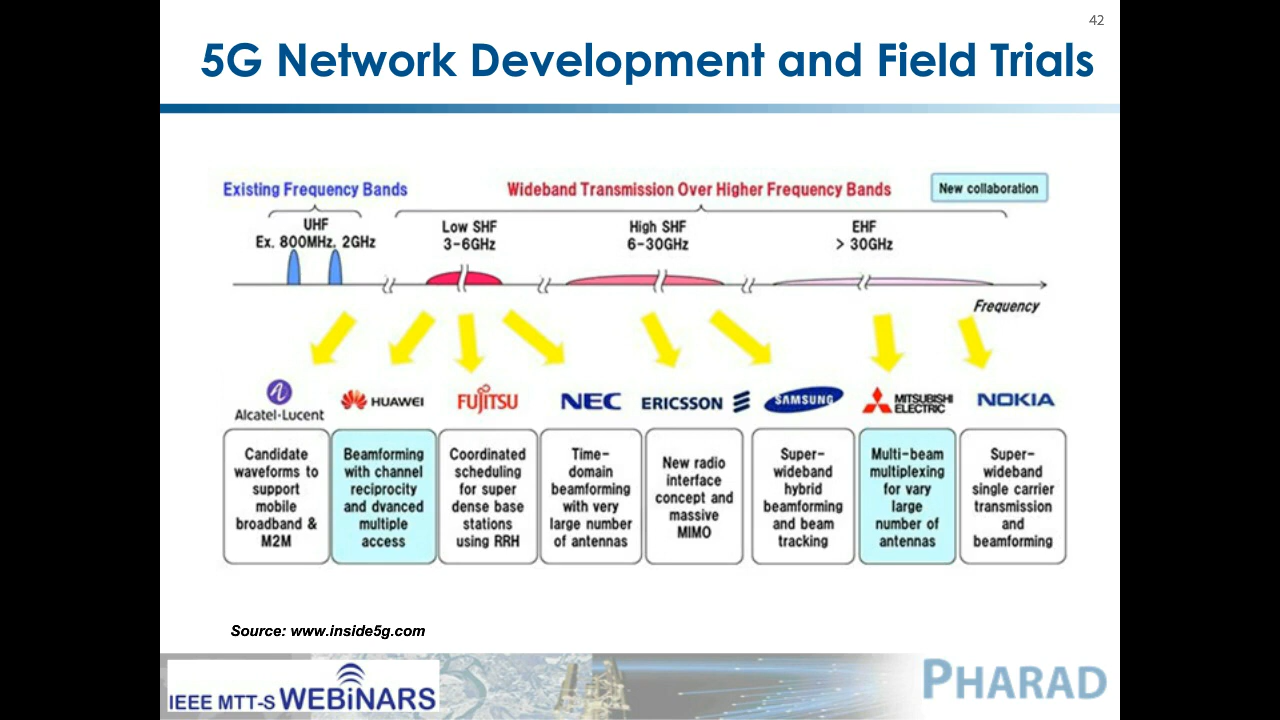 42
5G Network Development and Field Trials
Existing Frequency Bands
Wideband Transmission Over Higher Frequency Bands
New collaboration
UHF
Ex. 800MHz, 2GHz
Low SHF
3-6GHz
High SHF
6-30GHz
EHF
> 30GHz
Frequency
Alcatel·Lucent
HUAWEI
FUJITSU
NEC
ERICSSON
SAMSUNG
MITSUBISHI
ELECTRIC
NOKIA
Candidate
waveforms to
support
mobile
broadband &
M2M
Beamforming
with channel
reciprocity
and dvanced
multiple
access
Coordinated
scheduling
for super
dense base
stations
using RRH
Time-
domain
beamforming
with very
large number
of antennas
New radio
interface
concept and
massive
MIMO
Super-
wideband
hybrid
beamforming
and beam
tracking
Multi-beam
multiplexing
for vary
large
number of
antennas
Super-
wideband
single carrier
transmission
and
beamforming
Source: www.inside5g.com
IEEE MTT-S WEBiNARS
PHARAD